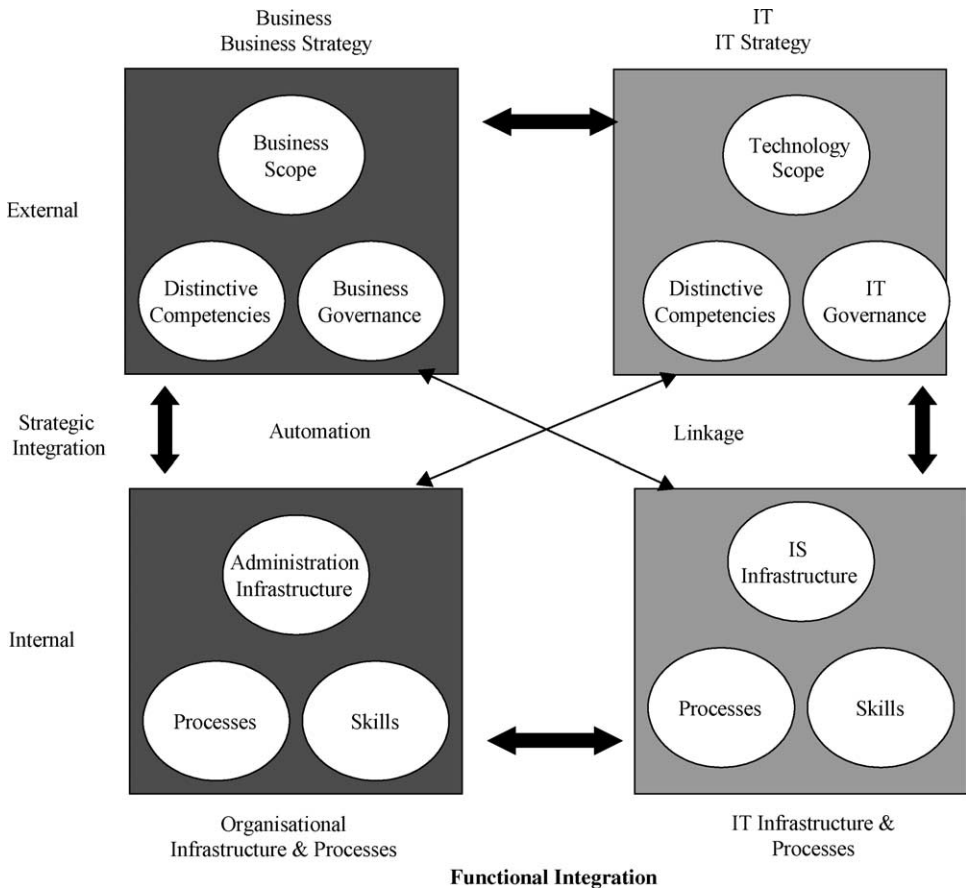 Business
Business Strategy
IT
IT Strategy
Business
Scope
Technology
Scope
External
Distinctive
Competencies
Business
Governance
Distinctive
Competencies
IT
Governance
Strategic
Integration
Automation
Linkage
Administration
Infrastructure
IS
Infrastructure
Internal
Processes
Skills
Processes
Skills
Organisational
Infrastructure & Processes
IT Infrastructure &
Processes
Functional Integration